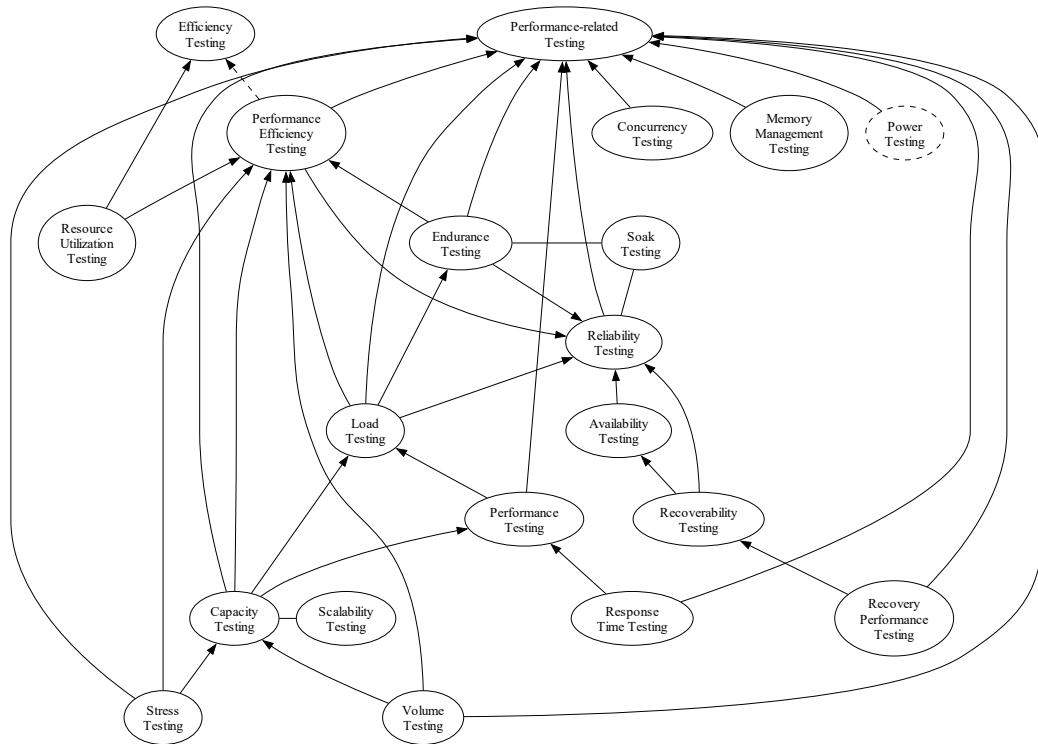 Efficiency
Testing
Performance-related
Testing
Performance
Efficiency
Testing
Concurrency
Testing
Memory
Management
Testing
Power
Testing
Resource
Utilization
Testing
Endurance
Testing
Soak
Testing
Reliability
Testing
Load
Testing
Availability
Testing
Performance
Testing
Recoverability
Testing
Capacity
Testing
Scalability
Testing
Response
Time Testing
Recovery
Performance
Testing
Stress
Testing
Volume
Testing